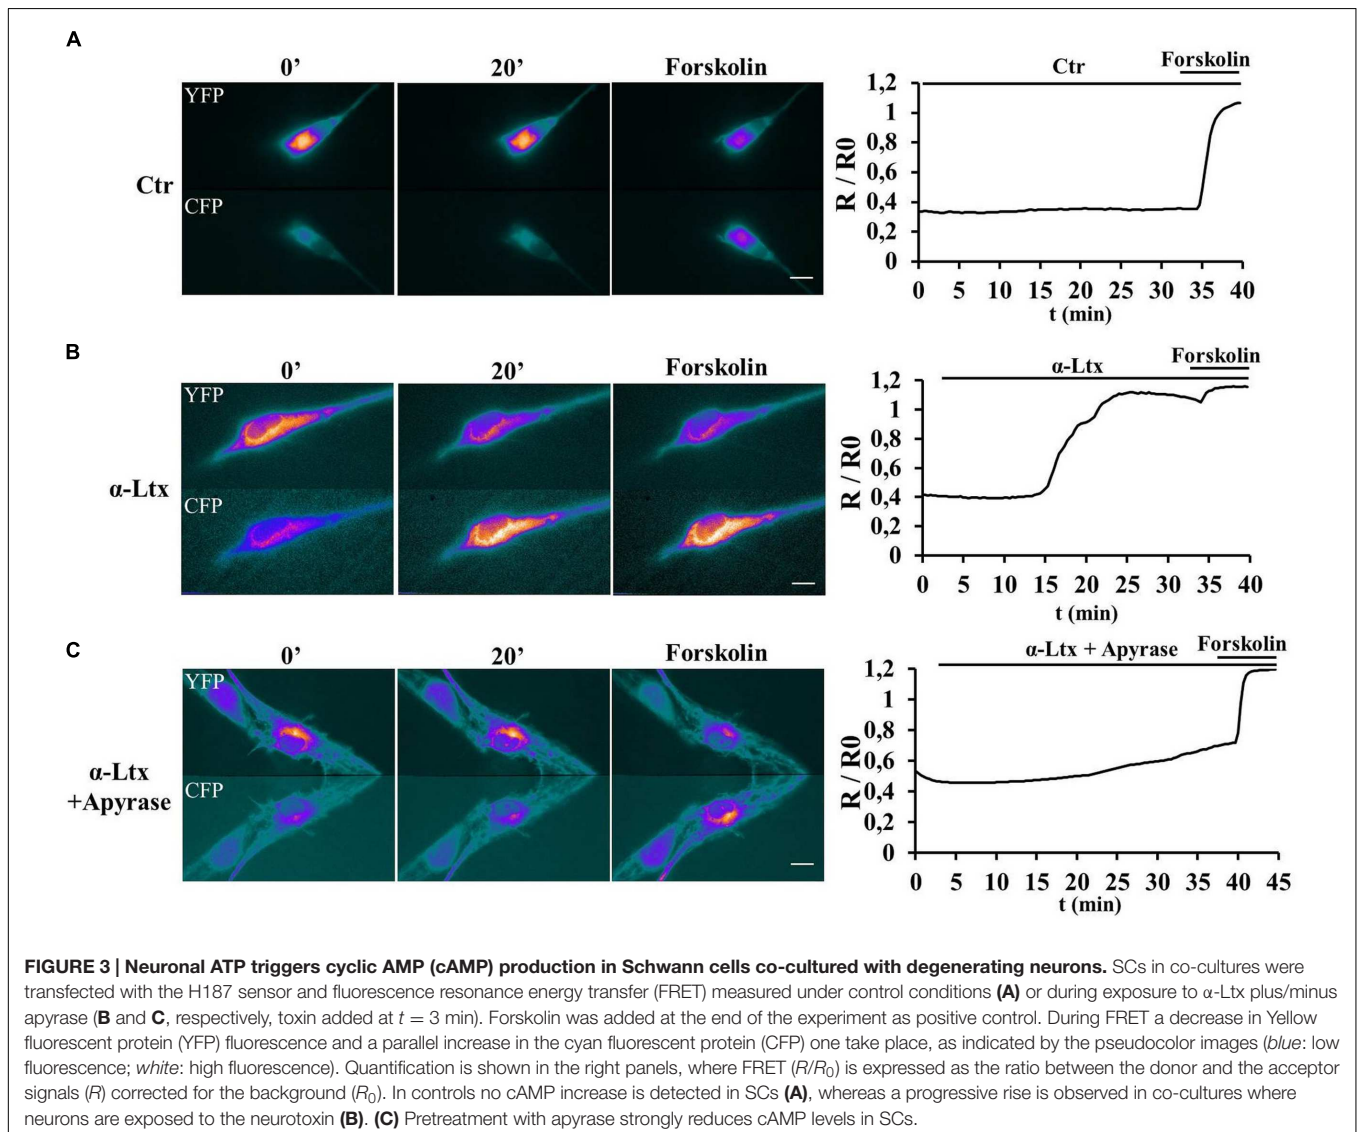 A
0’ 20’ Forskolin
YFP
Ctr
CFP
Ctr
Forskolin
1,2
1
0,8
0,6
0,4
0,2
0
R / R0
0 5 10 15 20 25 30 35 40
t (min)
B
0’ 20’ Forskolin
YFP
α-Ltx
CFP
α-Ltx
Forskolin
1,2
1
0,8
0,6
0,4
0,2
0
R / R0
0 5 10 15 20 25 30 35 40
t (min)
C
0’ 20’ Forskolin
YFP
α-Ltx
+Apyrase
CFP
α-Ltx + Apyrase
Forskolin
1,2
1
0,8
0,6
0,4
0,2
0
R / R0
0 5 10 15 20 25 30 35 40 45
t (min)
FIGURE 3 | Neuronal ATP triggers cyclic AMP (cAMP) production in Schwann cells co-cultured with degenerating neurons. SCs in co-cultures were
transfected with the H187 sensor and fluorescence resonance energy transfer (FRET) measured under control conditions (A) or during exposure to α-Ltx plus/minus
apyrase (B and C, respectively, toxin added at t = 3 min). Forskolin was added at the end of the experiment as positive control. During FRET a decrease in Yellow
fluorescent protein (YFP) fluorescence and a parallel increase in the cyan fluorescent protein (CFP) one take place, as indicated by the pseudocolor images (blue: low
fluorescence; white: high fluorescence). Quantification is shown in the right panels, where FRET (R/R0) is expressed as the ratio between the donor and the acceptor
signals (R) corrected for the background (R0). In controls no cAMP increase is detected in SCs (A), whereas a progressive rise is observed in co-cultures where
neurons are exposed to the neurotoxin (B). (C) Pretreatment with apyrase strongly reduces cAMP levels in SCs.